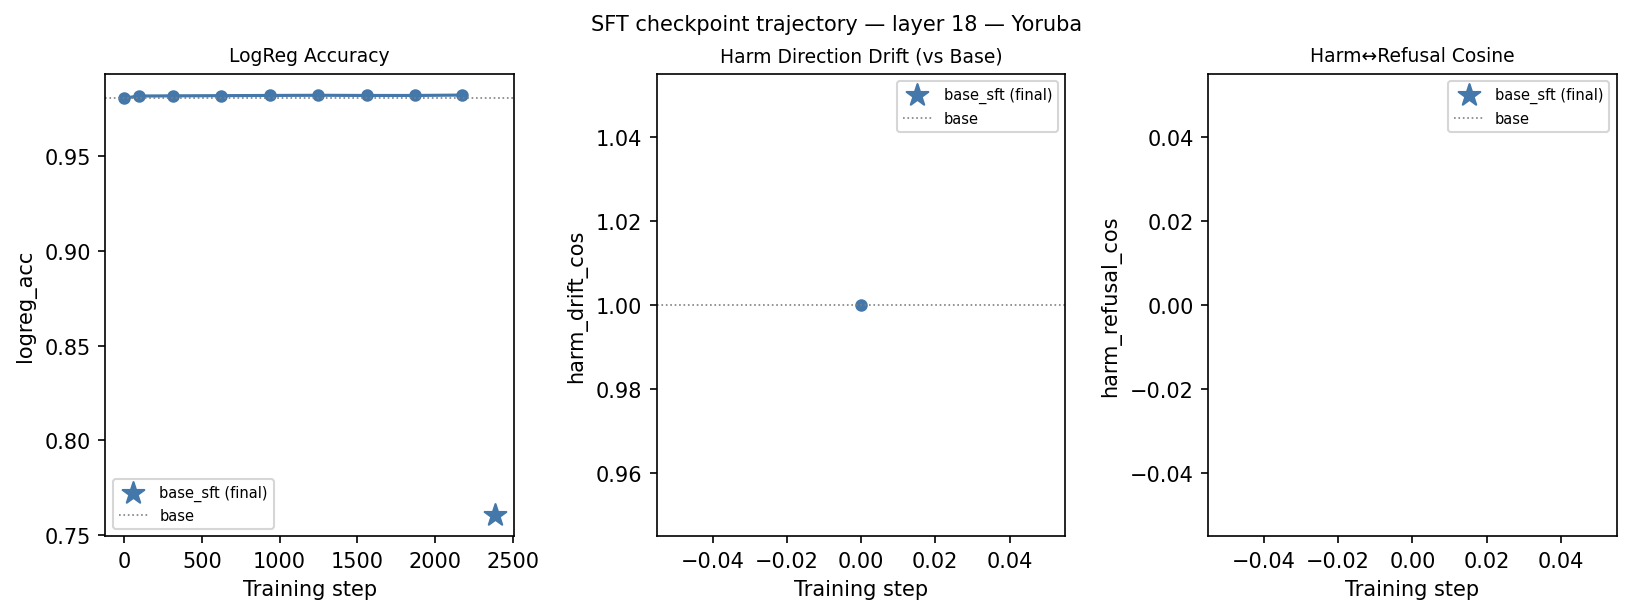 SFT checkpoint trajectory — layer 18 — Yoruba
LogReg Accuracy
logreg_acc
0.95
0.90
0.85
0.80
0.75
base_sft (final)
base
0
500
1000
1500
2000
2500
Training step
Harm Direction Drift (vs Base)
harm_drift_cos
1.04
1.02
1.00
0.98
0.96
base_sft (final)
base
−0.04
−0.02
0.00
0.02
0.04
Training step
Harm↔Refusal Cosine
harm_refusal_cos
0.04
0.02
0.00
−0.02
−0.04
base_sft (final)
base
−0.04
−0.02
0.00
0.02
0.04
Training step